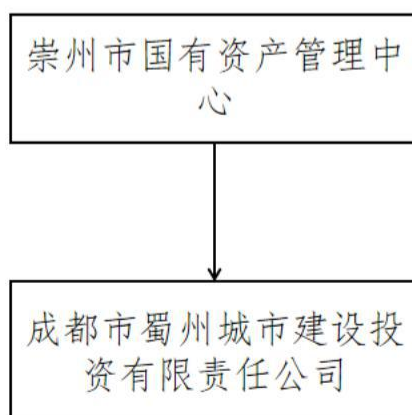 崇州市国有资产管理中
心
成都市蜀州城市建设投
资有限责任公司